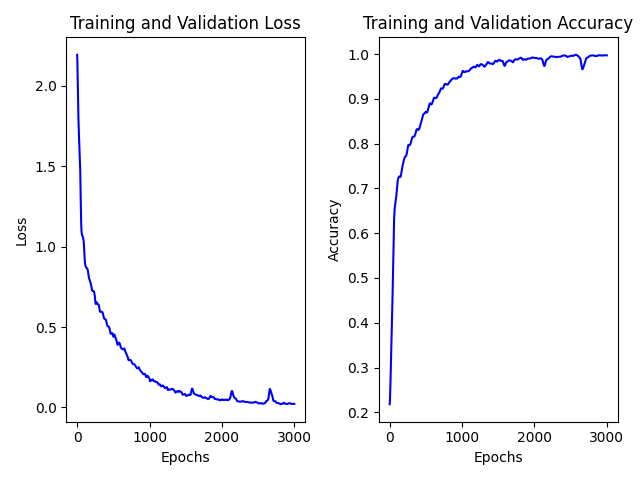 Training and Validation Loss
2.0
1.5
1.0
0.5
0.0
Loss
0 1000 2000 3000
Epochs
Training and Validation Accuracy
1.0
0.9
0.8
0.7
0.6
0.5
0.4
0.3
0.2
Accuracy
0 1000 2000 3000
Epochs